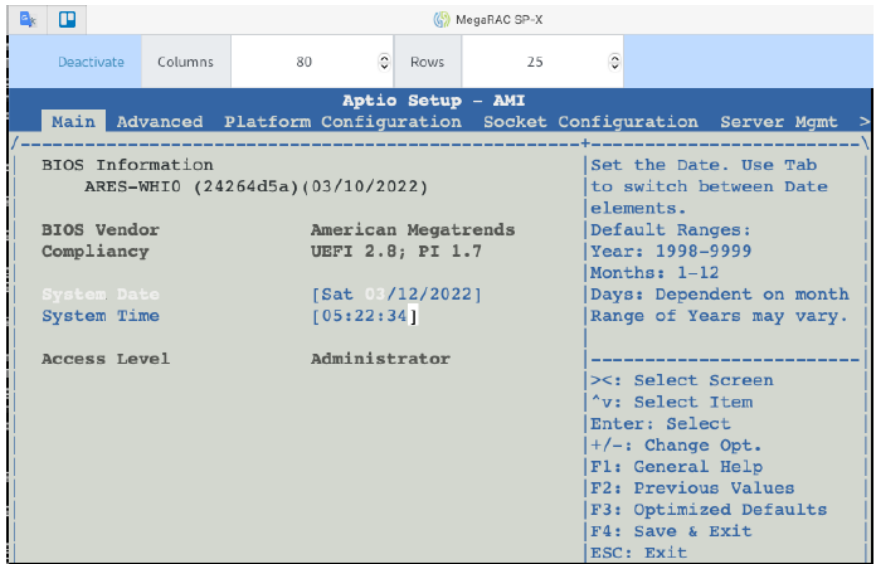 MegaRAC SP-X
Deactivate Columns 80 Rows 25
Aptio Setup - AMI
Main Advanced Platform Configuration Socket Configuration Server Mgmt >
BIOS Information
ARES-WHI0 (24264d5a)(03/10/2022)
BIOS Vendor American Megatrends
Compliancy UEFI 2.8; PI 1.7
System Date [Sat 03/12/2022]
System Time [05:22:34]
Access Level Administrator
Set the Date. Use Tab
to switch between Date
elements.
Default Ranges:
Year: 1998-9999
Months: 1-12
Days: Dependent on month
Range of Years may vary.
><: Select Screen
^v: Select Item
Enter: Select
+/-: Change Opt.
F1: General Help
F2: Previous Values
F3: Optimized Defaults
F4: Save & Exit
ESC: Exit